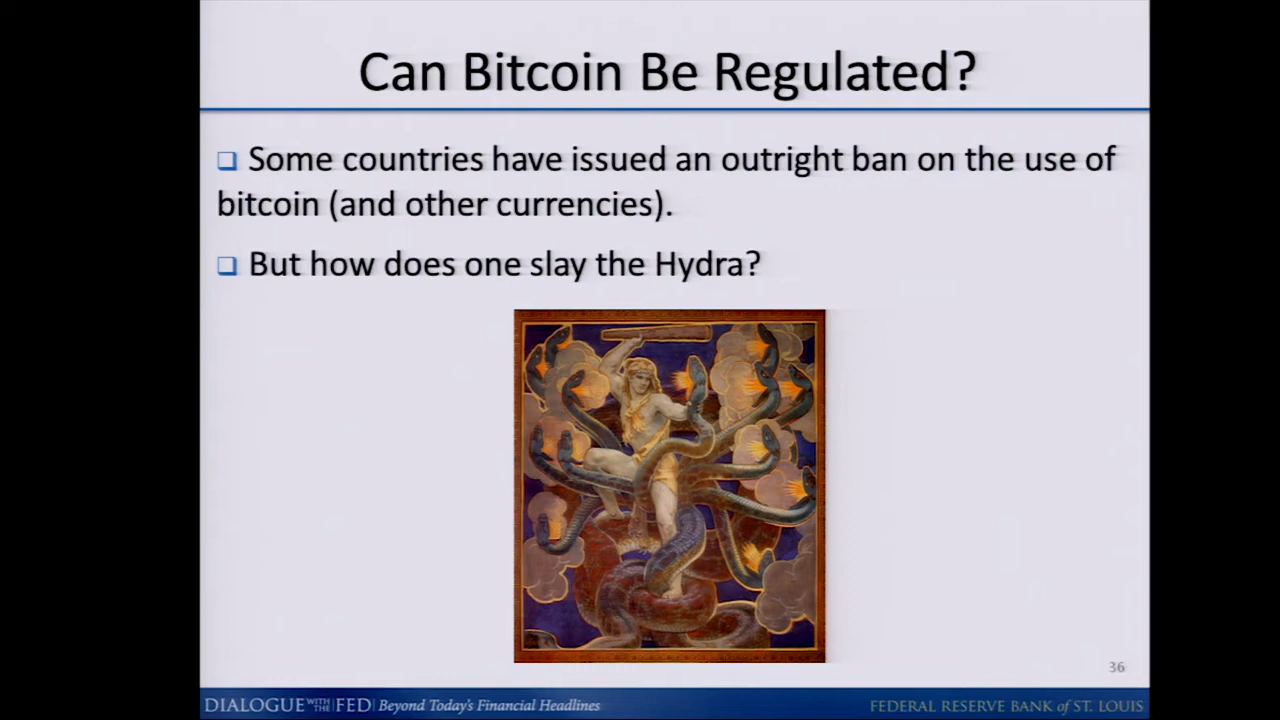 Can Bitcoin Be Regulated?
Some countries have issued an outright ban on the use of
bitcoin (and other currencies).
But how does one slay the Hydra?
36
DIALOGUE WITH THE FED | Beyond Today's Financial Headlines
FEDERAL RESERVE BANK of ST. LOUIS